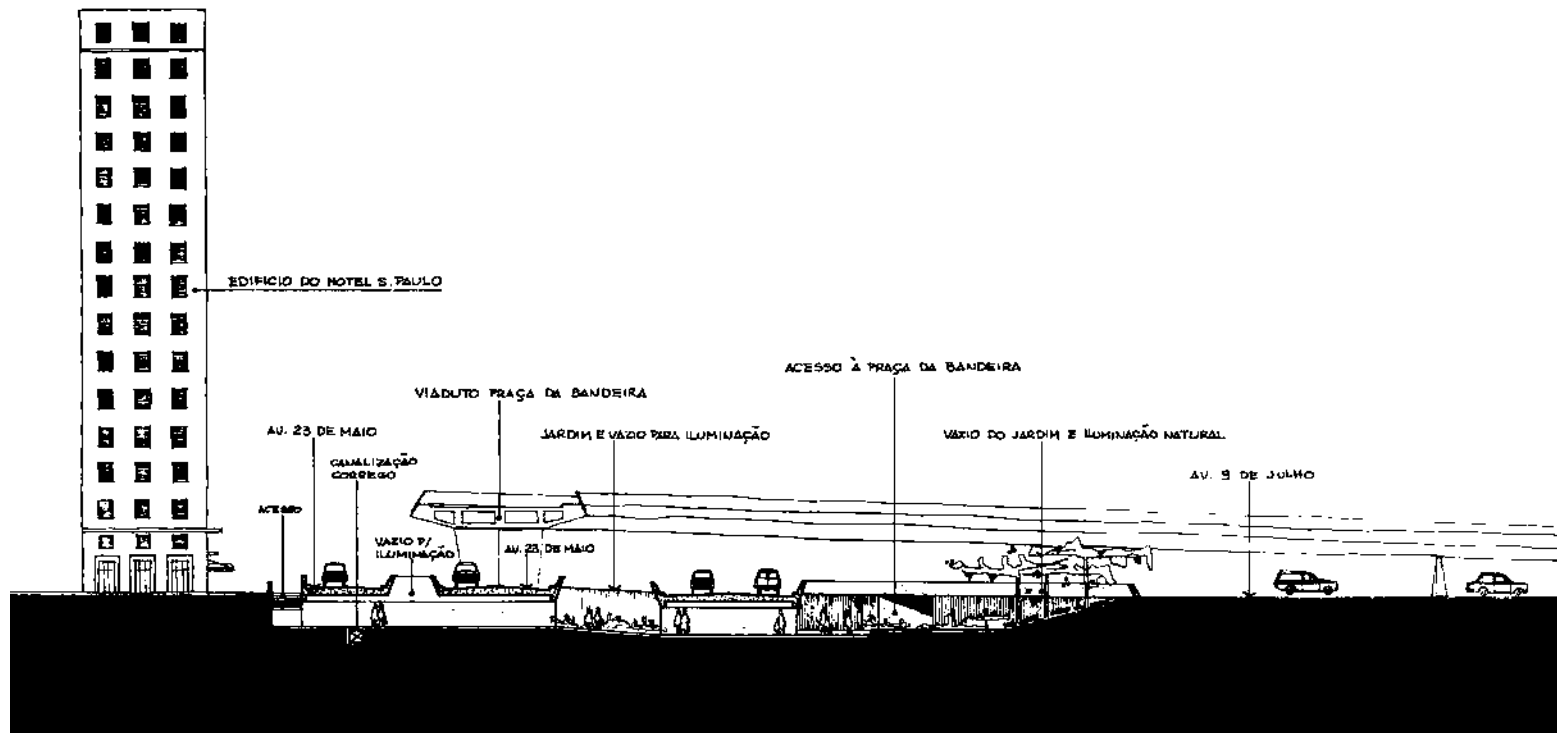 EDIFICIO DO HOTEL S. PAULO
ACESSO À PRAÇA DA BANDEIRA
VIADUTO PRAÇA DA BANDEIRA
AV. 23 DE MAIO
JARDIM E VAZIO PARA ILUMINAÇÃO
VAZIO DO JARDIM E ILUMINAÇÃO NATURAL
CANALIZAÇÃO
CORREGO
AV. 9 DE JULHO
ACESSO
VAZIO P/
ILUMINAÇÃO
AV. 23 DE MAIO